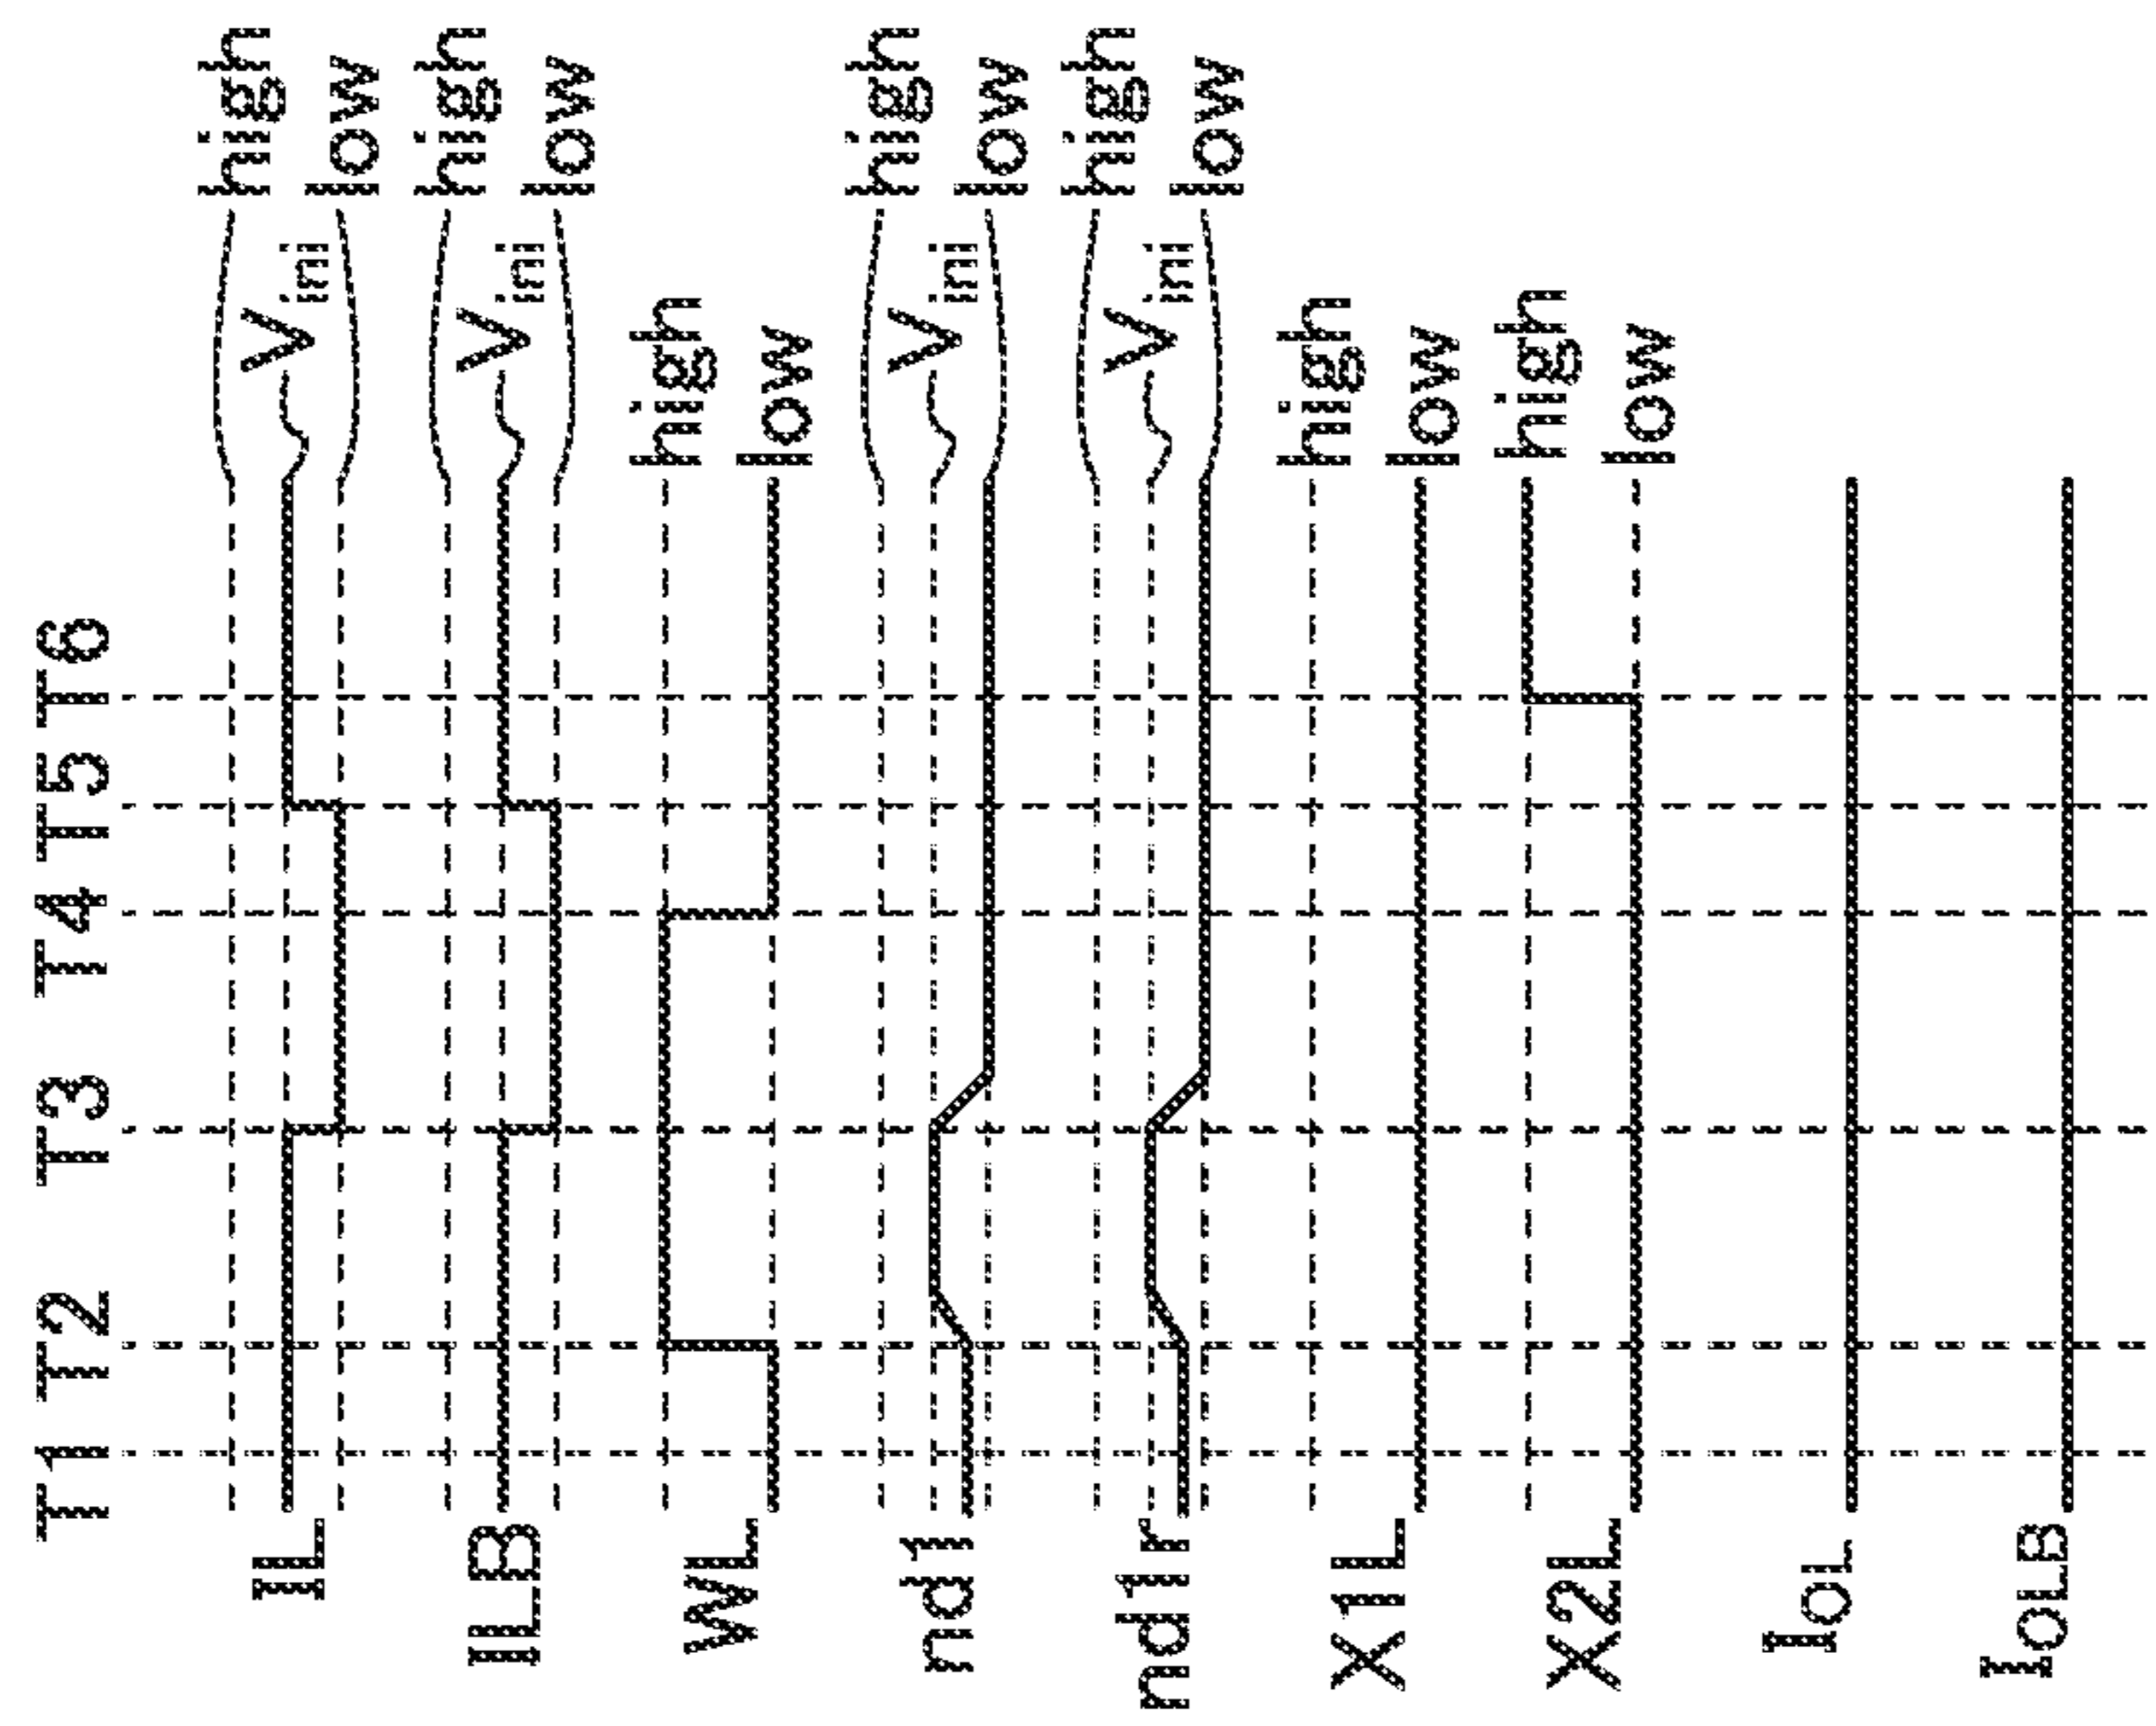 T1 T2 T3 T4 T5 T6
IL
high
Vini
low
ILB
high
Vini
low
WL
high
low
nd1
high
Vini
low
nd1r
high
Vini
low
X1L
high
low
X2L
high
low
IOL
IOLB